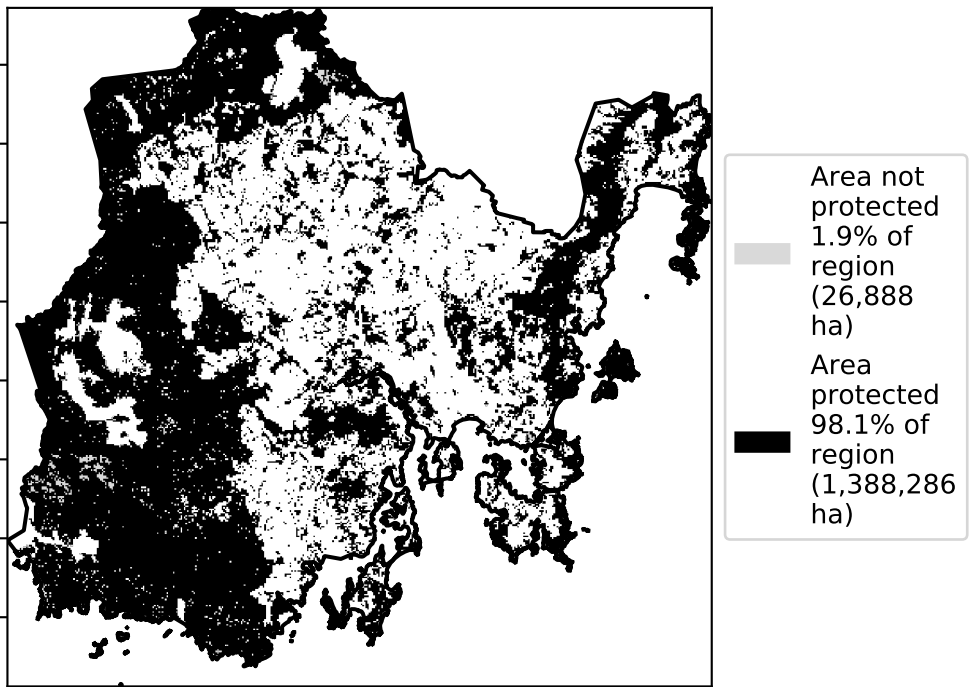 Area not
protected
1.9% of
region
(26,888
ha)
Area
protected
98.1% of
region
(1,388,286
ha)